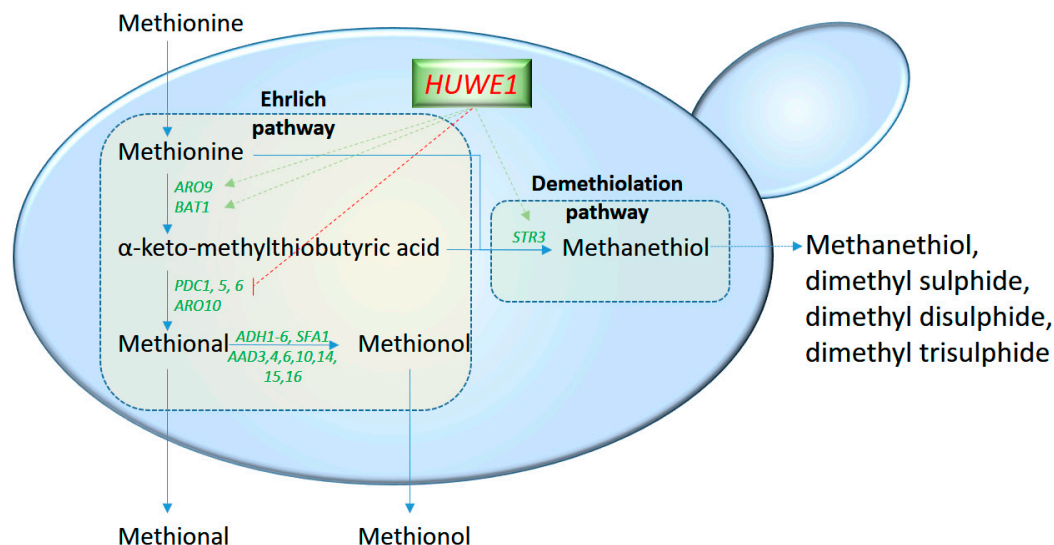 Methionine
HUWE1
Ehrlich
pathway
Methionine
ARO9
BAT1
Demethiolation
pathway
STR3
Methanethiol
α-keto-methylthiobutyric acid
Methanethiol,
dimethyl sulphide,
dimethyl disulphide,
dimethyl trisulphide
PDC1, 5, 6
ARO10
Methional
ADH1-6, SFA1
AAD3,4,6,10,14,
15,16
Methionol
Methional
Methionol